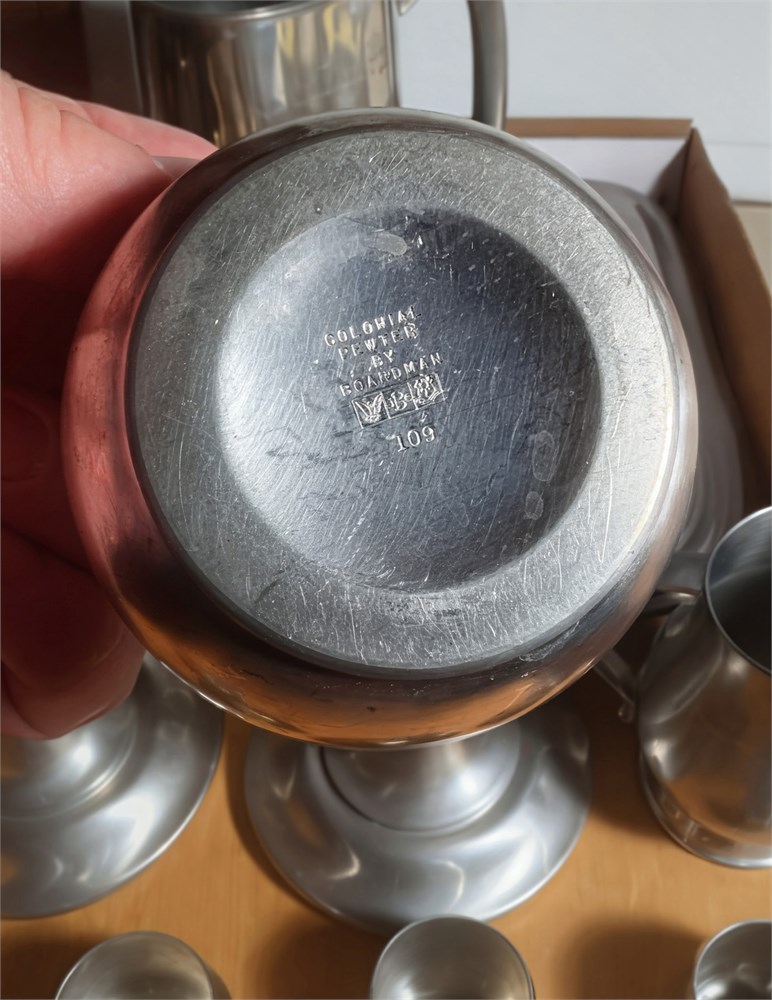 COLONIAL
PEWTER
BY
BOARDMAN
B
109